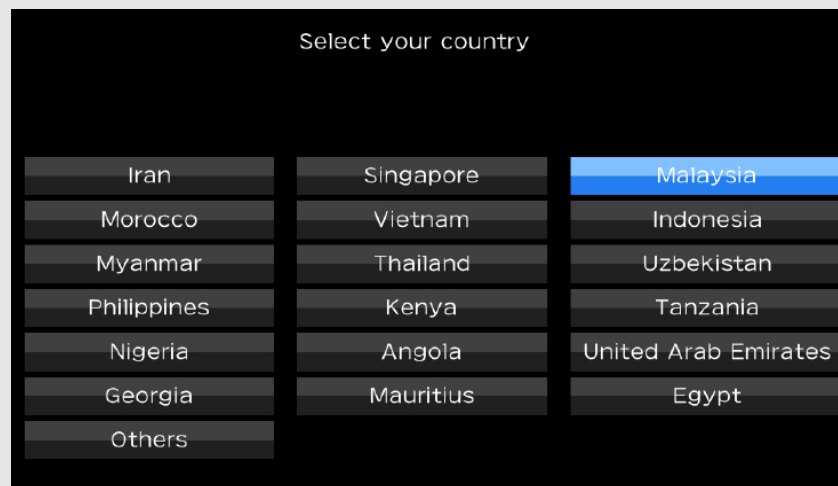 Select your country
Iran Singapore Malaysia
Morocco Vietnam Indonesia
Myanmar Thailand Uzbekistan
Philippines Kenya Tanzania
Nigeria Angola United Arab Emirates
Georgia Mauritius Egypt
Others